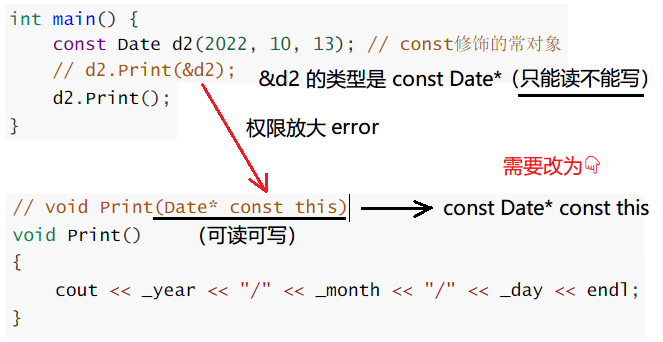 int main() {
const Date d2(2022, 10, 13); // const修饰的常对象
// d2.Print(&d2);
&d2 的类型是 const Date*（只能读不能写）
d2.Print();
}
权限放大 error
需要改为👇
// void Print(Date* const this)
const Date* const this
void Print()
（可读可写）
{
cout << _year << "/" << _month << "/" << _day << endl;
}